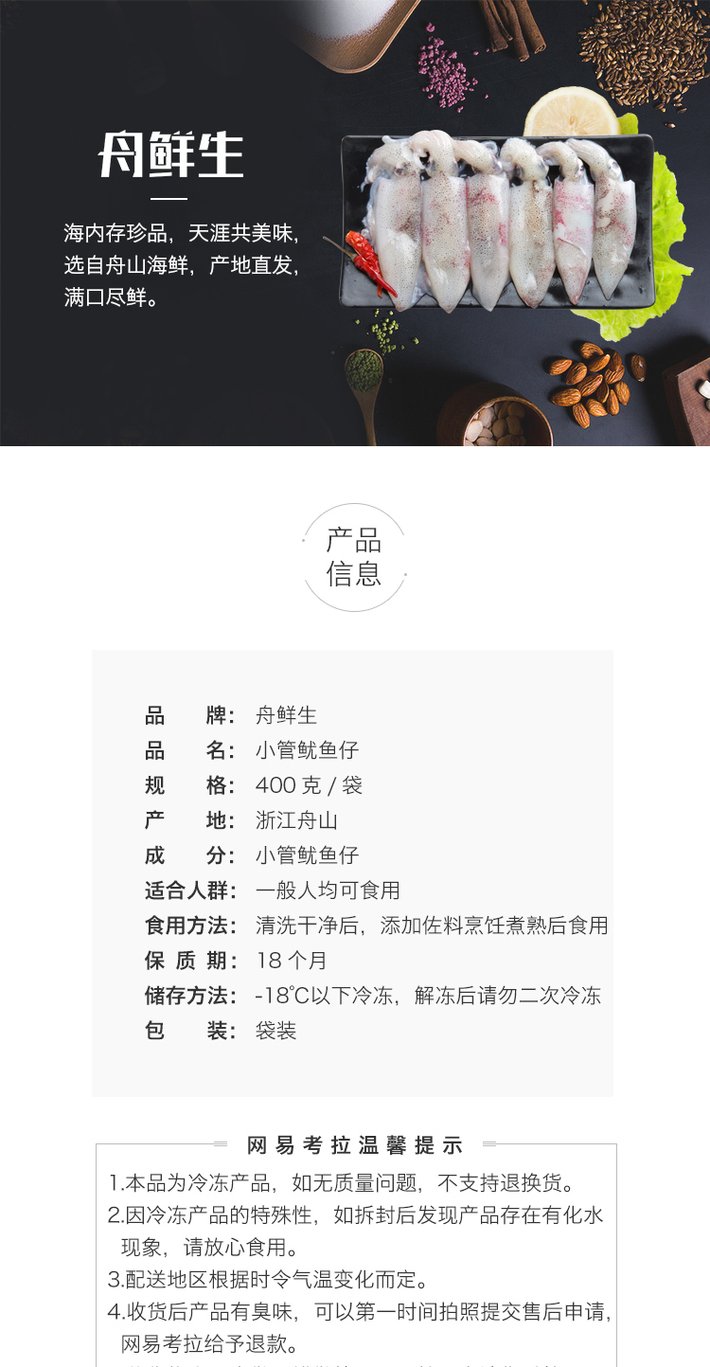 舟鲜生
海内存珍品，天涯共美味，
选自舟山海鲜，产地直发，
满口尽鲜。
产品
信息
品 牌： 舟鲜生
品 名： 小管鱿鱼仔
规 格： 400 克 / 袋
产 地： 浙江舟山
成 分： 小管鱿鱼仔
适合人群： 一般人均可食用
食用方法： 清洗干净后，添加佐料烹饪煮熟后食用
保 质 期： 18 个月
储存方法： -18℃以下冷冻，解冻后请勿二次冷冻
包 装： 袋装
网易考拉温馨提示
1.本品为冷冻产品，如无质量问题，不支持退换货。
2.因冷冻产品的特殊性，如拆封后发现产品存在有化水
现象，请放心食用。
3.配送地区根据时令气温变化而定。
4.收货后产品有臭味，可以第一时间拍照提交售后申请，
网易考拉给予退款。